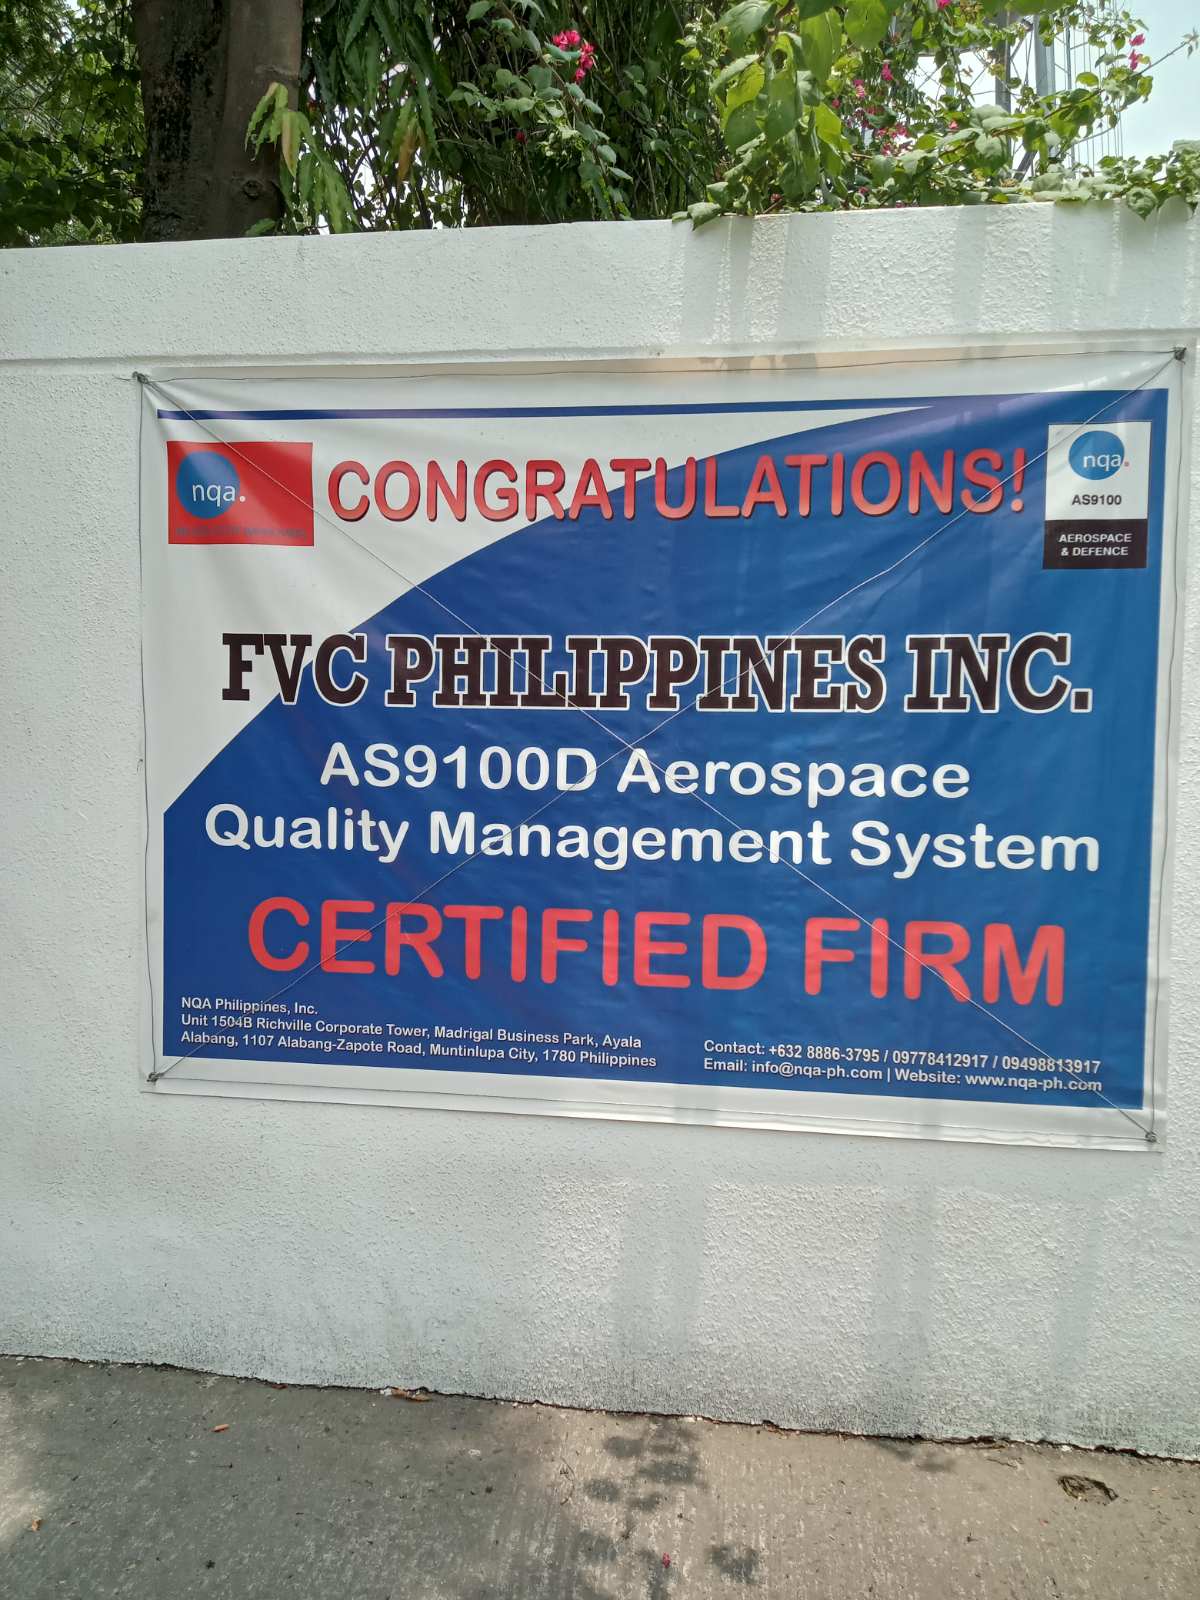 nqa.
CONGRATULATIONS!
nqa.
AS9100
AEROSPACE
& DEFENCE
FVC PHILIPPINES INC.
AS9100D Aerospace
Quality Management System
CERTIFIED FIRM
NQA Philippines, Inc.
Unit 1504B Richville Corporate Tower, Madrigal Business Park, Ayala
Alabang, 1107 Alabang-Zapote Road, Muntinlupa City, 1780 Philippines
Contact: +632 8886-3795 / 09778412917 / 09498813917
Email: info@nqa-ph.com | Website: www.nqa-ph.com